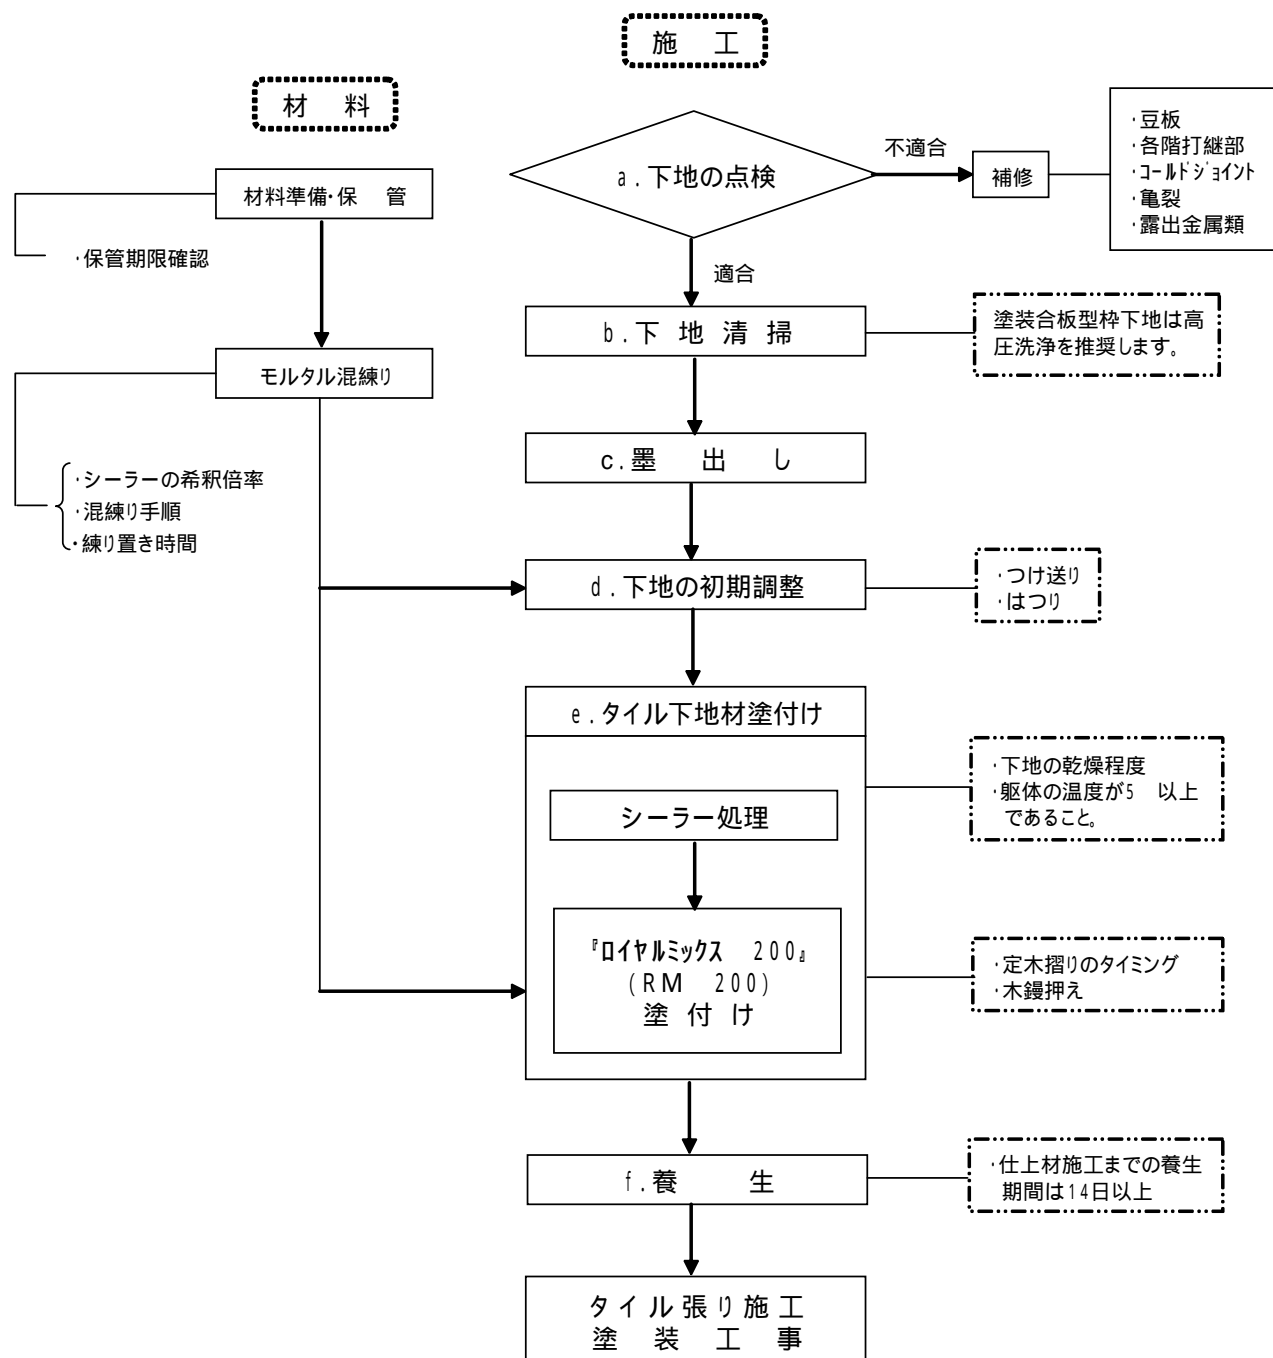 施 工
材 料
a.下地の点検
不適合
補修
・豆板
・各階打継部
・ｺｰﾙﾄﾞｼﾞｮｲﾝﾄ
・亀裂
・露出金属類
適合
材料準備・保 管
・保管期限確認
b.下 地 清 掃
塗装合板型枠下地は高
圧洗浄を推奨します。
モルタル混練り
・シーラーの希釈倍率
・混練り手順
・練り置き時間
c.墨 出 し
d.下地の初期調整
・つけ送り
・はつり
e.タイル下地材塗付け
・下地の乾燥程度
・躯体の温度が5 以上
であること。
シーラー処理
『ロイヤルミックス 200』
(RM 200)
塗 付 け
・定木摺りのタイミング
・木鏝押え
f.養 生
・仕上材施工までの養生
期間は14日以上
タイル張り施工
塗 装 工 事